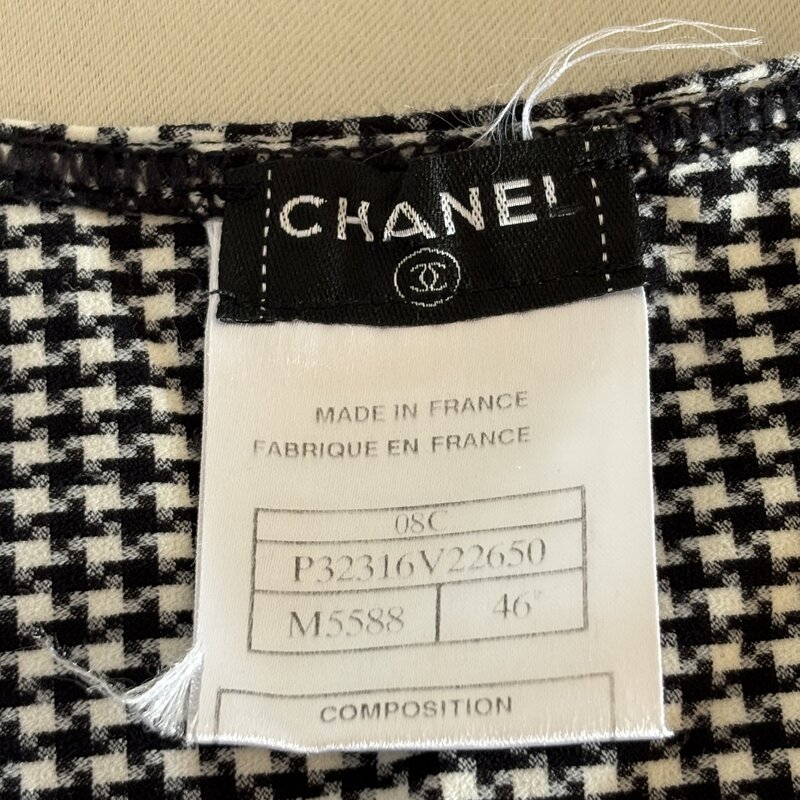 CHANEL
MADE IN FRANCE
FABRIQUE EN FRANCE
08C
P32316V22650
M5588
46
COMPOSITION